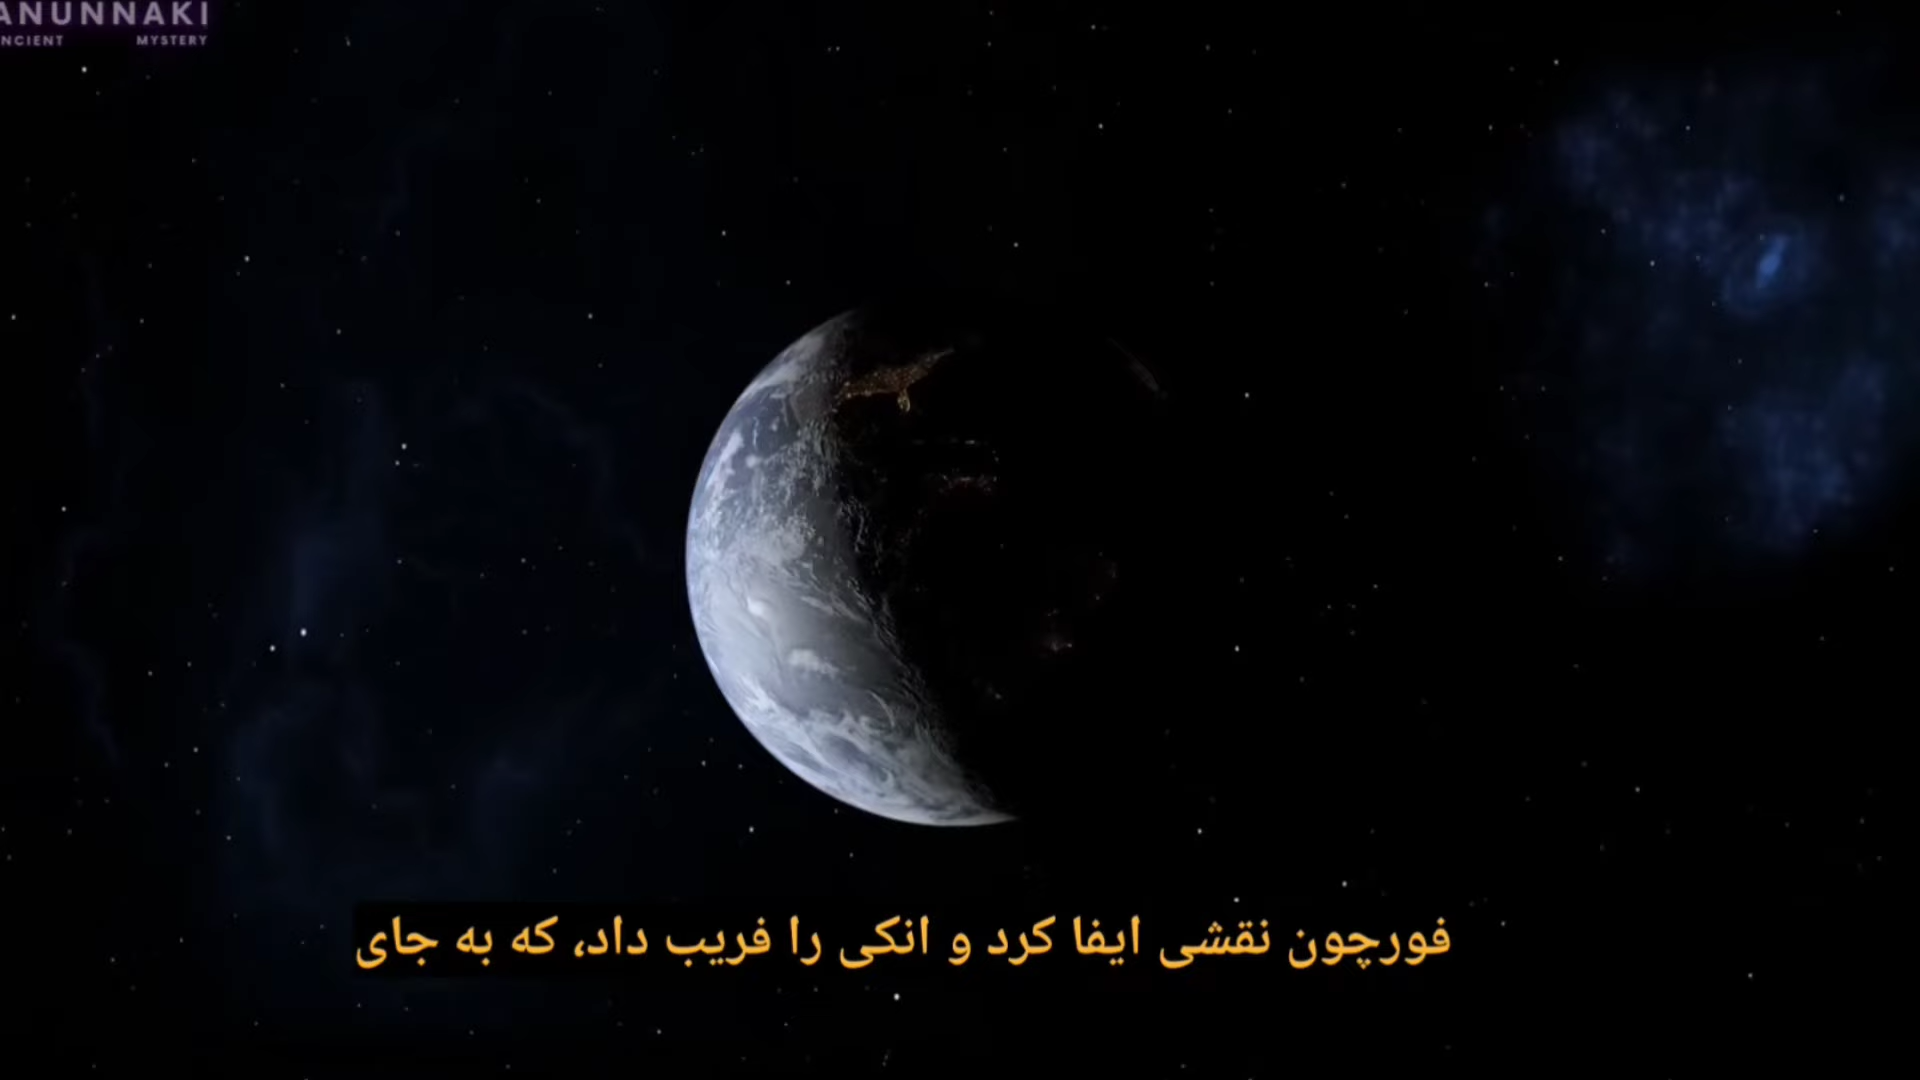 ANUNNAKI
NCIENT MYSTERY
فورچون نقشی ایفا کرد و انکی را فریب داد، که به جای